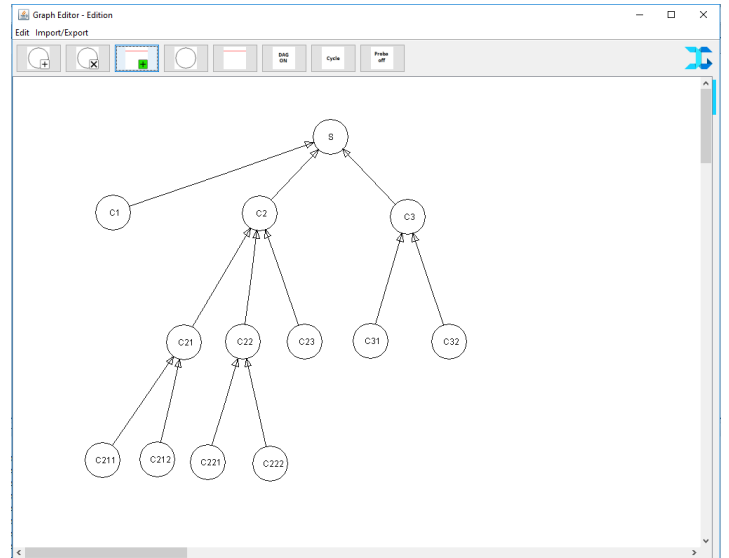 Graph Editor - Edition
Edit Import/Export
DAG ON
Cycle
Probe off
S
C1
C2
C3
C21
C22
C23
C31
C32
C211
C212
C221
C222